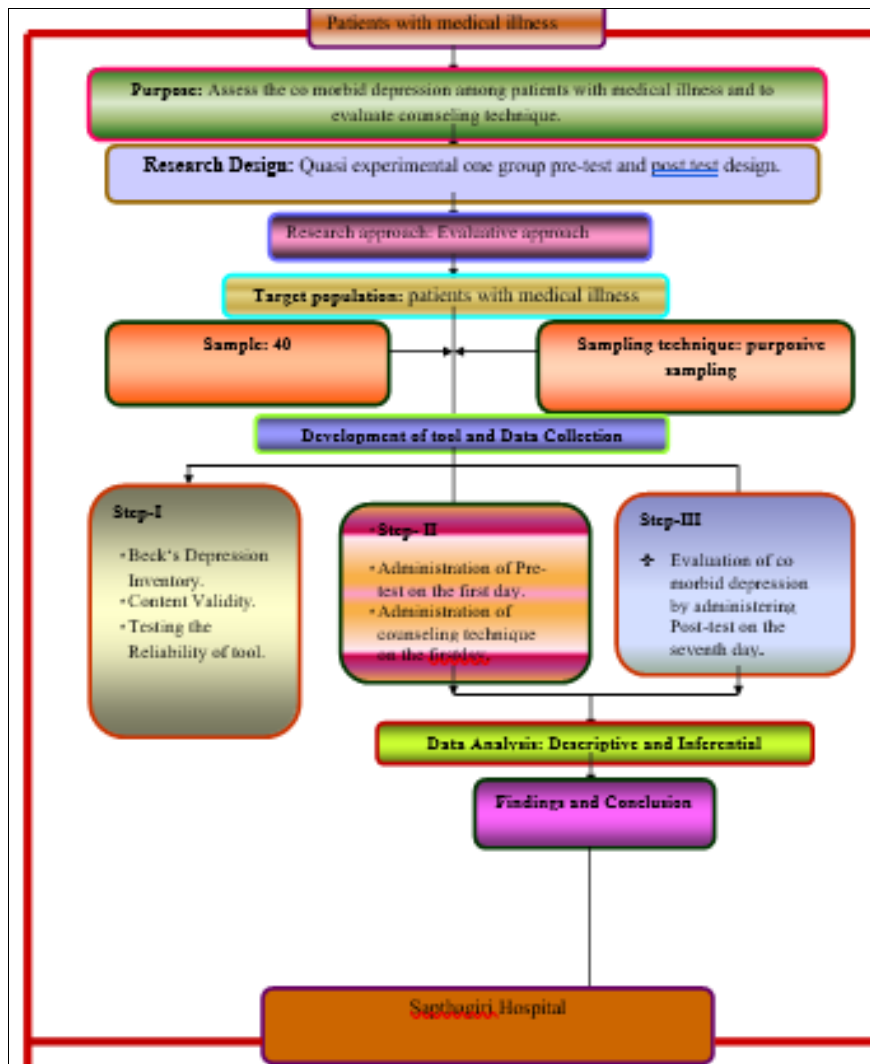 Patients with medical illness
Purpose: Assess the co morbid depression among patients with medical illness and to
evaluate counseling technique.
Research Design: Quasi experimental one group pre-test and post test design.
Research approach: Evaluative approach
Target population: patients with medical illness
Sample: 40
Sampling technique: purposive
sampling
Development of tool and Data Collection
Step-I
• Beck's Depression
Inventory.
• Content Validity.
• Testing the
Reliability of tool.
• Step- II
• Administration of Pre-
test on the first day.
• Administration of
counseling technique
on the firstday.
Step-III
❖ Evaluation of co
morbid depression
by administering
Post-test on the
seventh day.
Data Analysis: Descriptive and Inferential
Findings and Conclusion
Sapthagiri Hospital